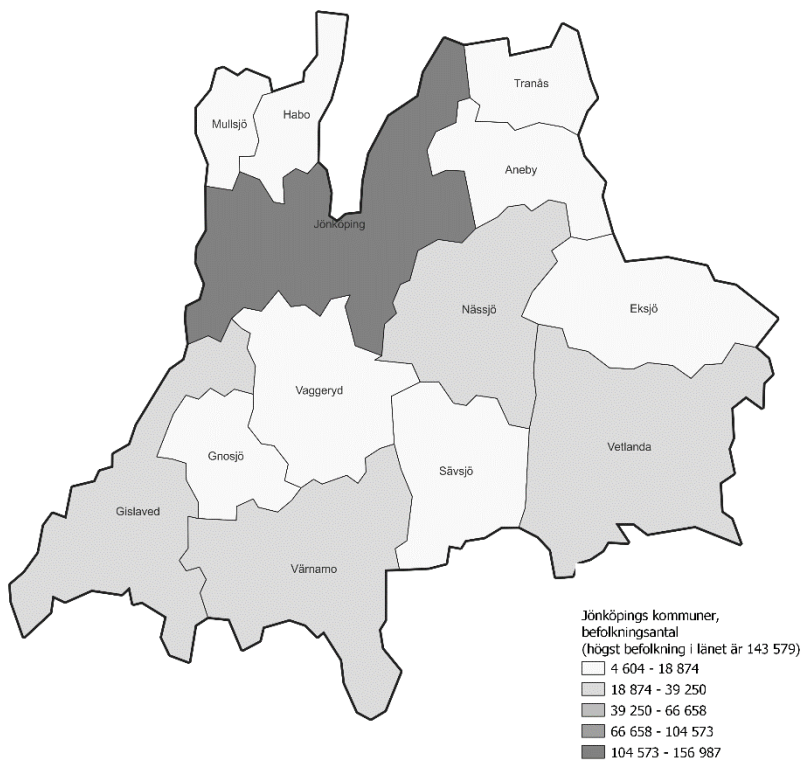 Tranås
Habo
Mullsjö
Aneby
Jönköping
Nässjö
Eksjö
Vaggeryd
Vetlanda
Gnosjö
Sävsjö
Gislaved
Värnamo
Jönköpings kommuner,
befolkningsantal
(högst befolkning i länet är 143 579)
4 604 - 18 874
18 874 - 39 250
39 250 - 66 658
66 658 - 104 573
104 573 - 156 987